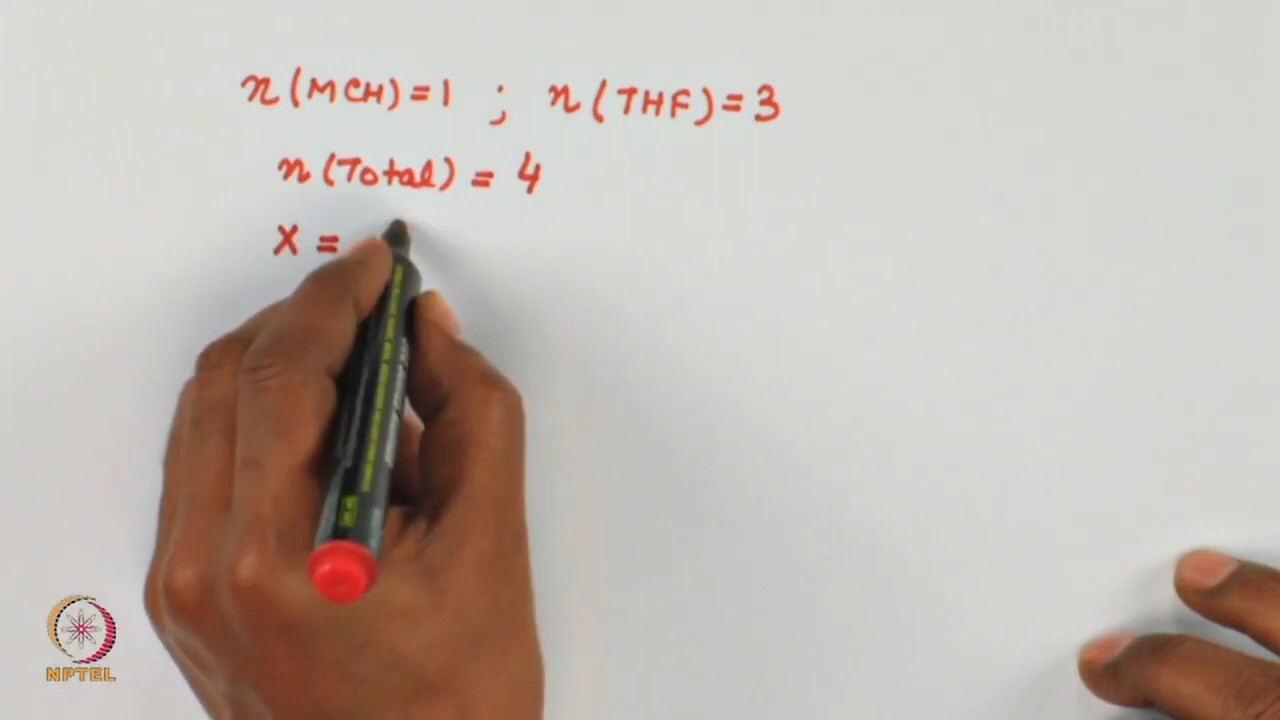 n(MCH)=1 ; n(THF)=3
n(Total) = 4
X =
NPTEL